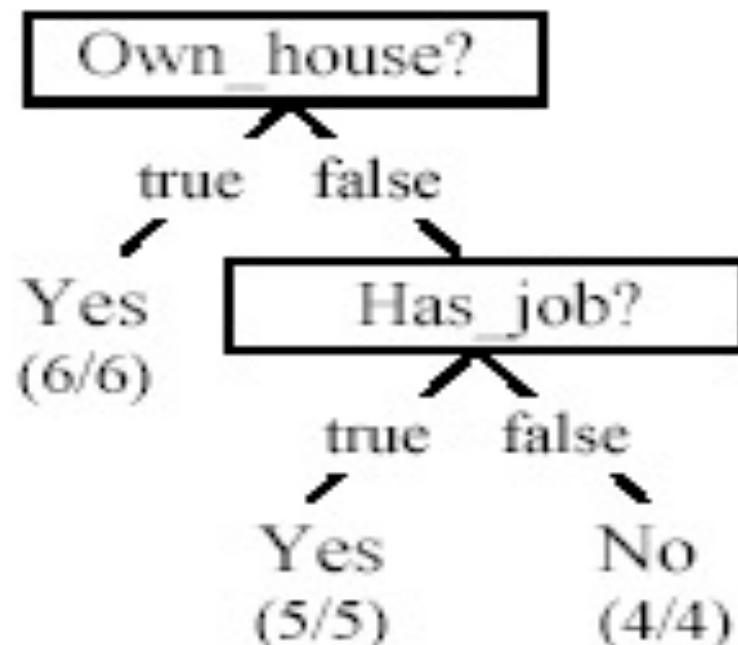 Own_house?
true false
Yes
(6/6)
Has_job?
true false
Yes No
(5/5) (4/4)